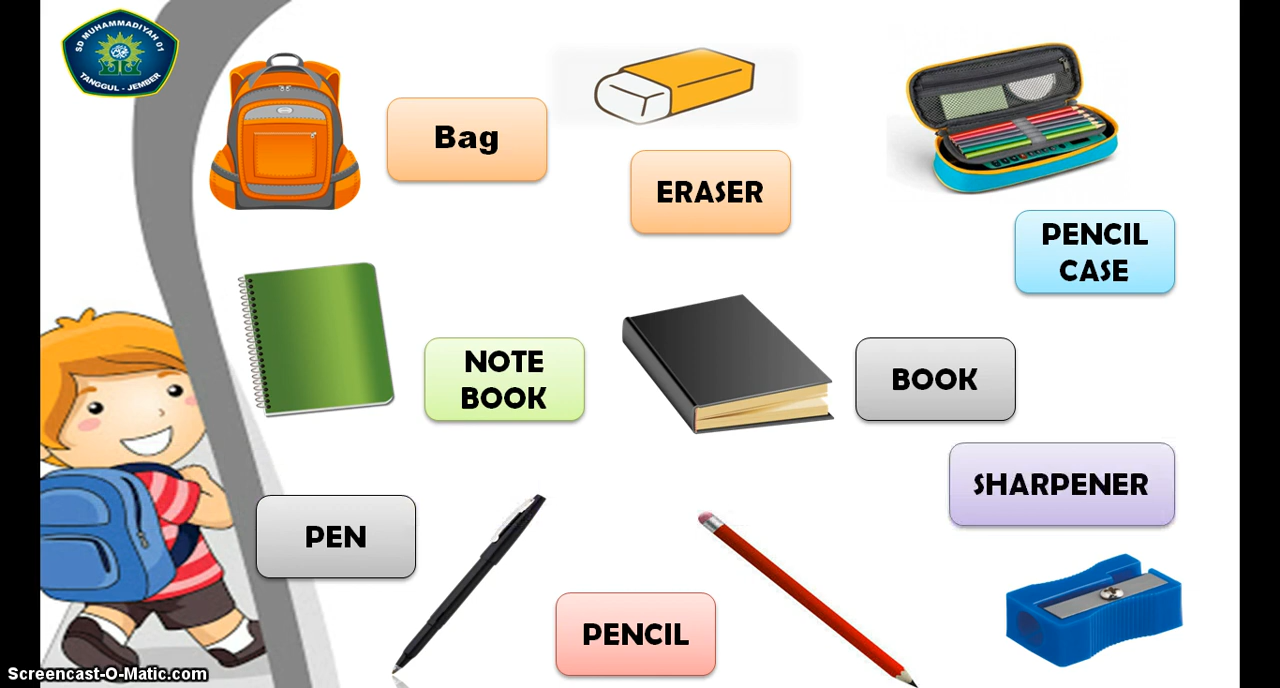 SD MUHAMMADIYAH 01
TANGGUL - JEMBER
Bag
ERASER
PENCIL
CASE
NOTE
BOOK
BOOK
SHARPENER
PEN
PENCIL
Screencast-O-Matic.com